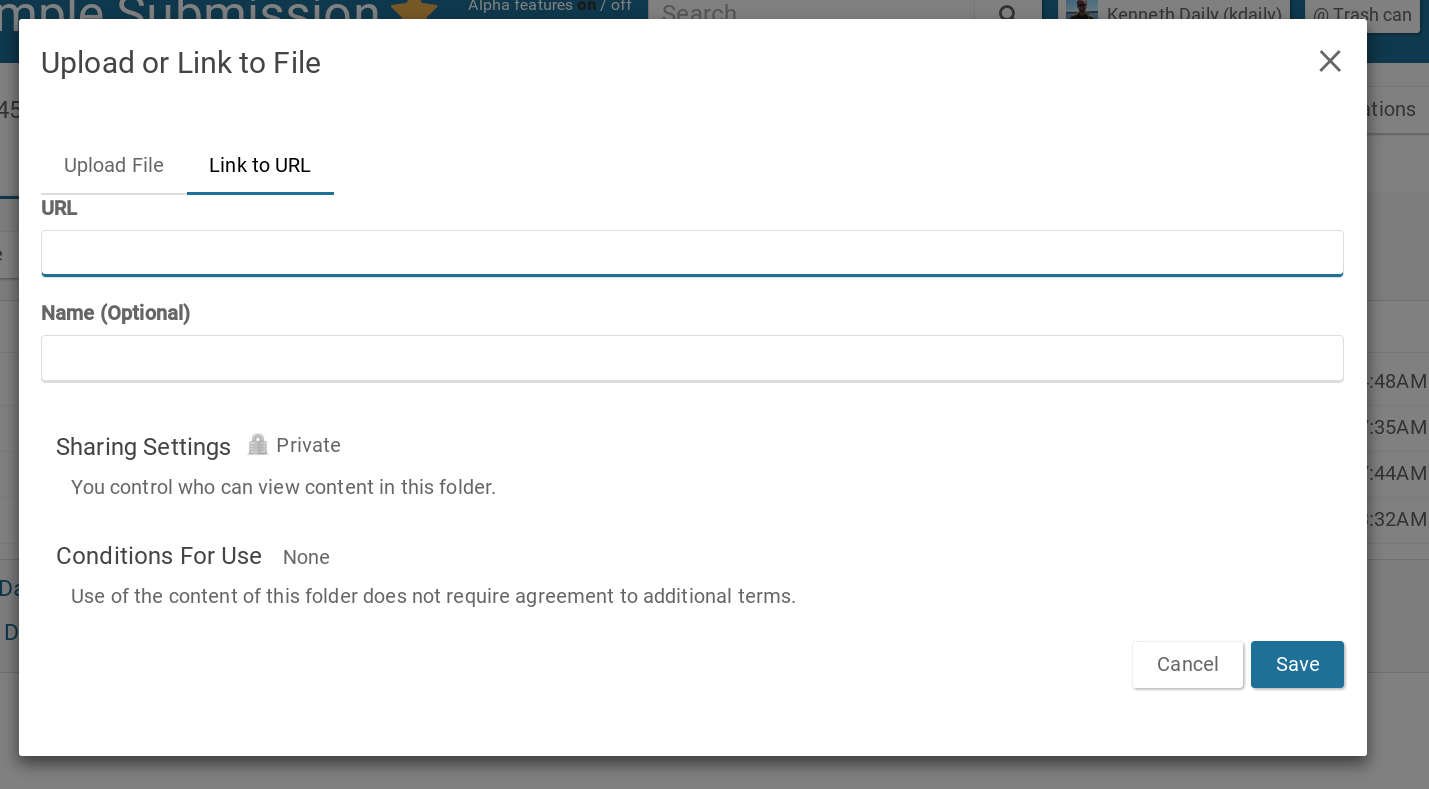 mple Submission
Alpha features on / off
Search
Kenneth Daily (kdaily)
@ Trash can
Upload or Link to File
45
ations
Upload File
Link to URL
URL
e
Name (Optional)
:48AM
:35AM
Sharing Settings Private
:44AM
You control who can view content in this folder.
:32AM
Conditions For Use None
Da
Use of the content of this folder does not require agreement to additional terms.
D
Cancel
Save